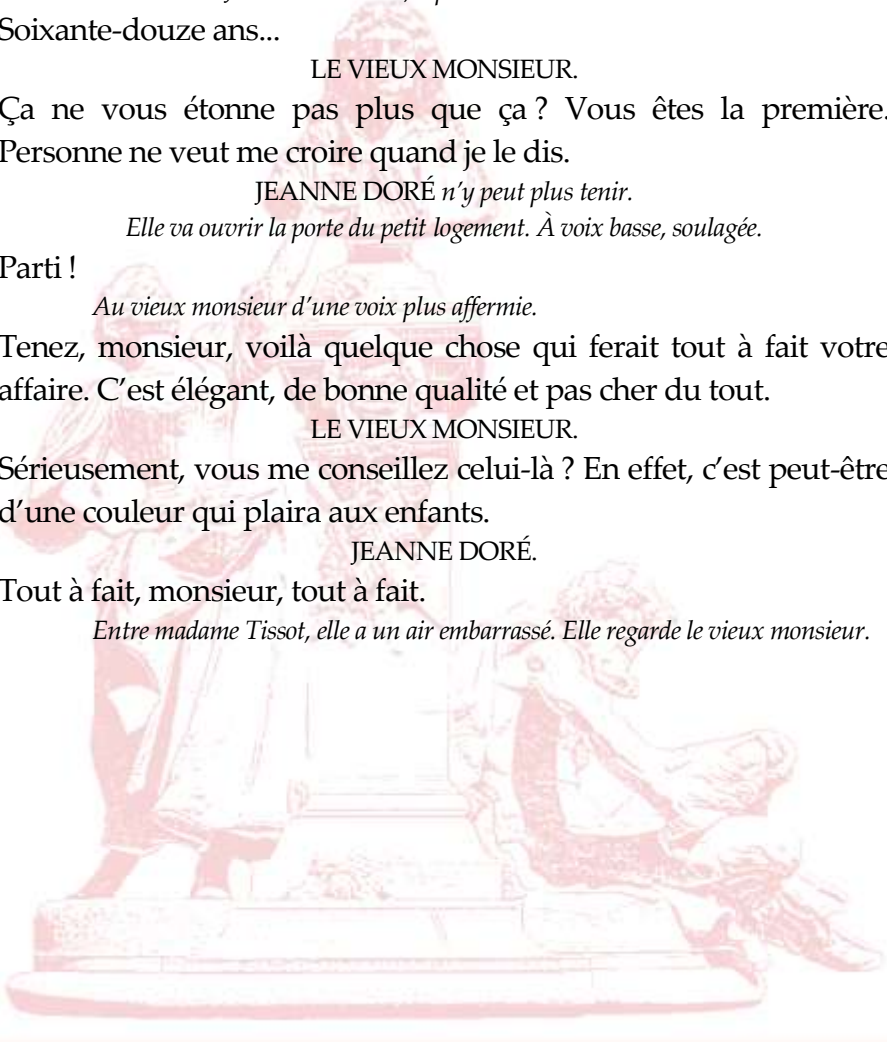 Soixante-douze ans...
LE VIEUX MONSIEUR.
Ça ne vous étonne pas plus que ça ? Vous êtes la première.
Personne ne veut me croire quand je le dis.
JEANNE DORÉ n’y peut plus tenir.
Elle va ouvrir la porte du petit logement. À voix basse, soulagée.
Parti !
Au vieux monsieur d’une voix plus affermie.
Tenez, monsieur, voilà quelque chose qui ferait tout à fait votre
affaire. C’est élégant, de bonne qualité et pas cher du tout.
LE VIEUX MONSIEUR.
Sérieusement, vous me conseillez celui-là ? En effet, c’est peut-être
d’une couleur qui plaira aux enfants.
JEANNE DORÉ.
Tout à fait, monsieur, tout à fait.
Entre madame Tissot, elle a un air embarrassé. Elle regarde le vieux monsieur.